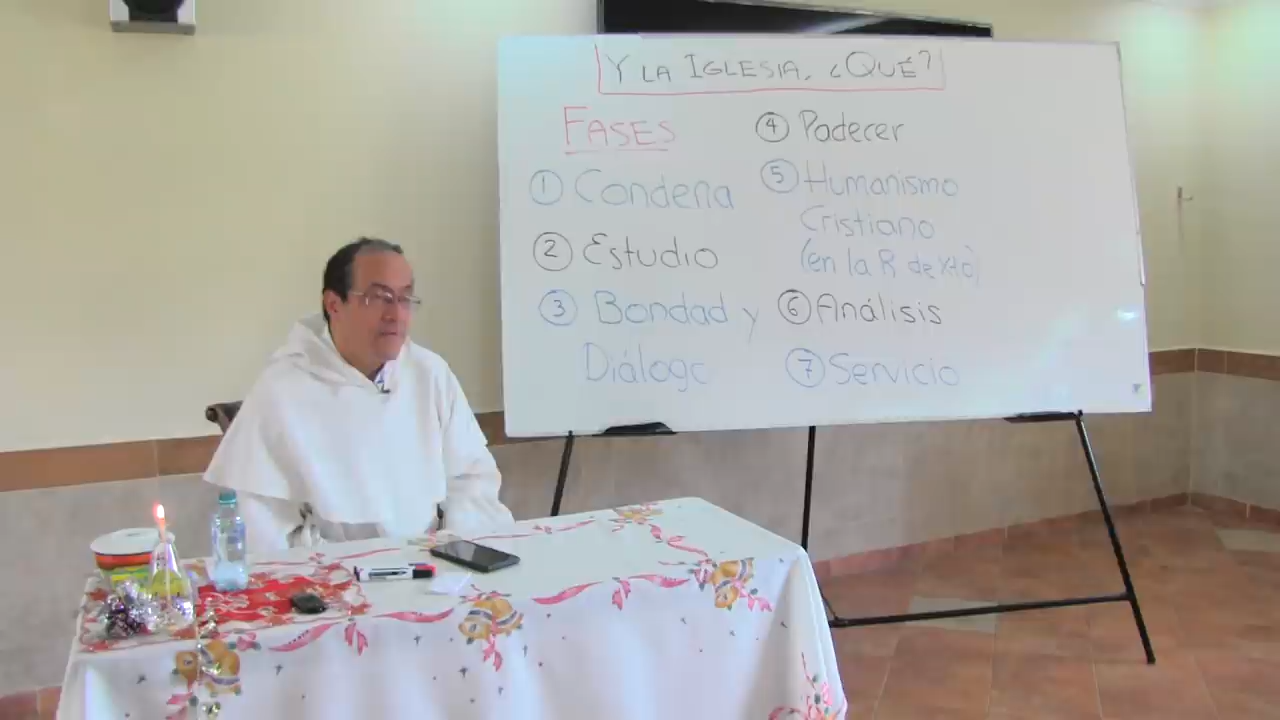 Y LA IGLESIA, ¿QUÉ?
FASES
① Condena
② Estudio
③ Bondad y
Diálogo
④ Padecer
⑤ Humanismo
Cristiano
(en la R de Xto)
⑥ Análisis
⑦ Servicio